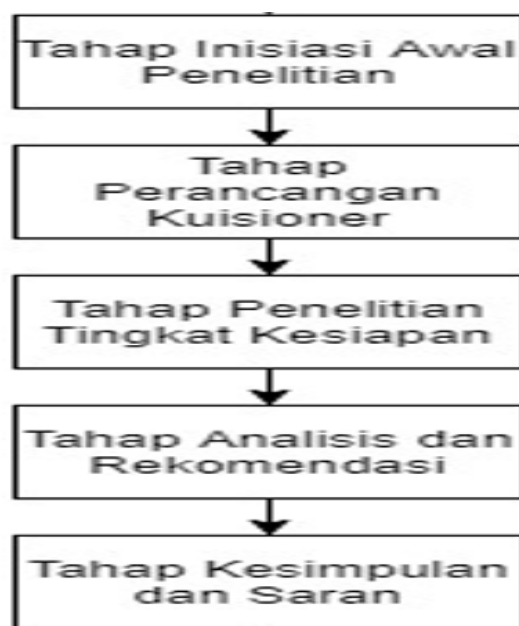 Tahap Inisiasi Awal
Penelitian
Tahap
Perancangan
Kuisioner
Tahap Penelitian
Tingkat Kesiapan
Tahap Analisis dan
Rekomendasi
Tahap Kesimpulan
dan Saran